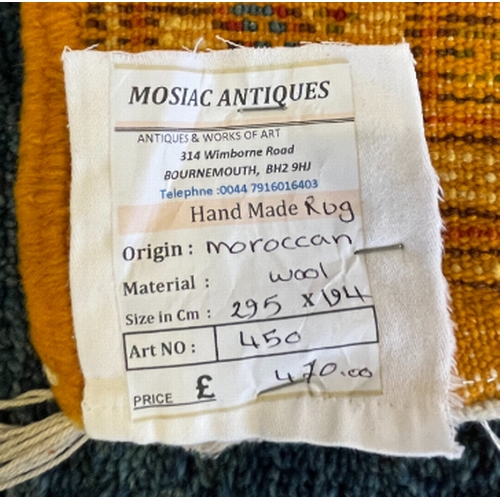 MOSIAC ANTIQUES
ANTIQUES & WORKS OF ART
314 Wimborne Road
BOURNEMOUTH, BH2 9HJ
Telephne :0044 7916016403
Hand Made Rug
Origin : moroccan
Material : wool
Size in Cm : 295 x 194
Art NO : 450
PRICE £ 470.00